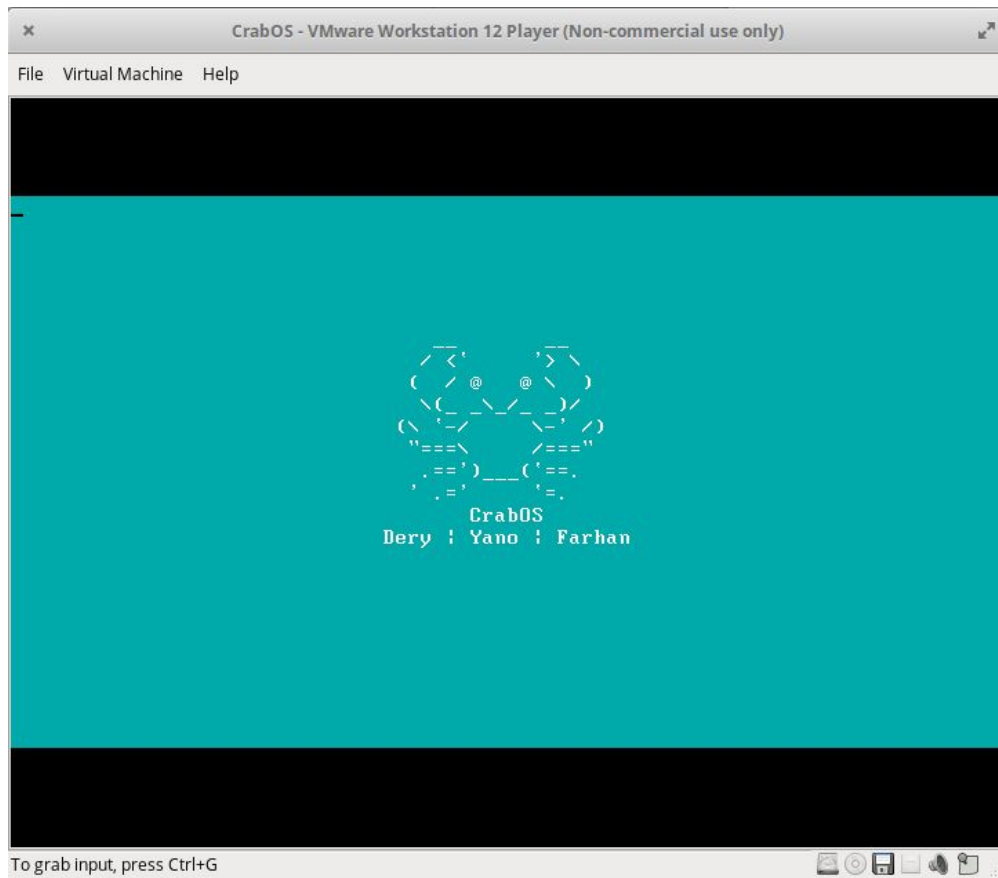 CrabOS - VMware Workstation 12 Player (Non-commercial use only)
File Virtual Machine Help
CrabOS
Dery ¦ Yano ¦ Farhan
To grab input, press Ctrl+G